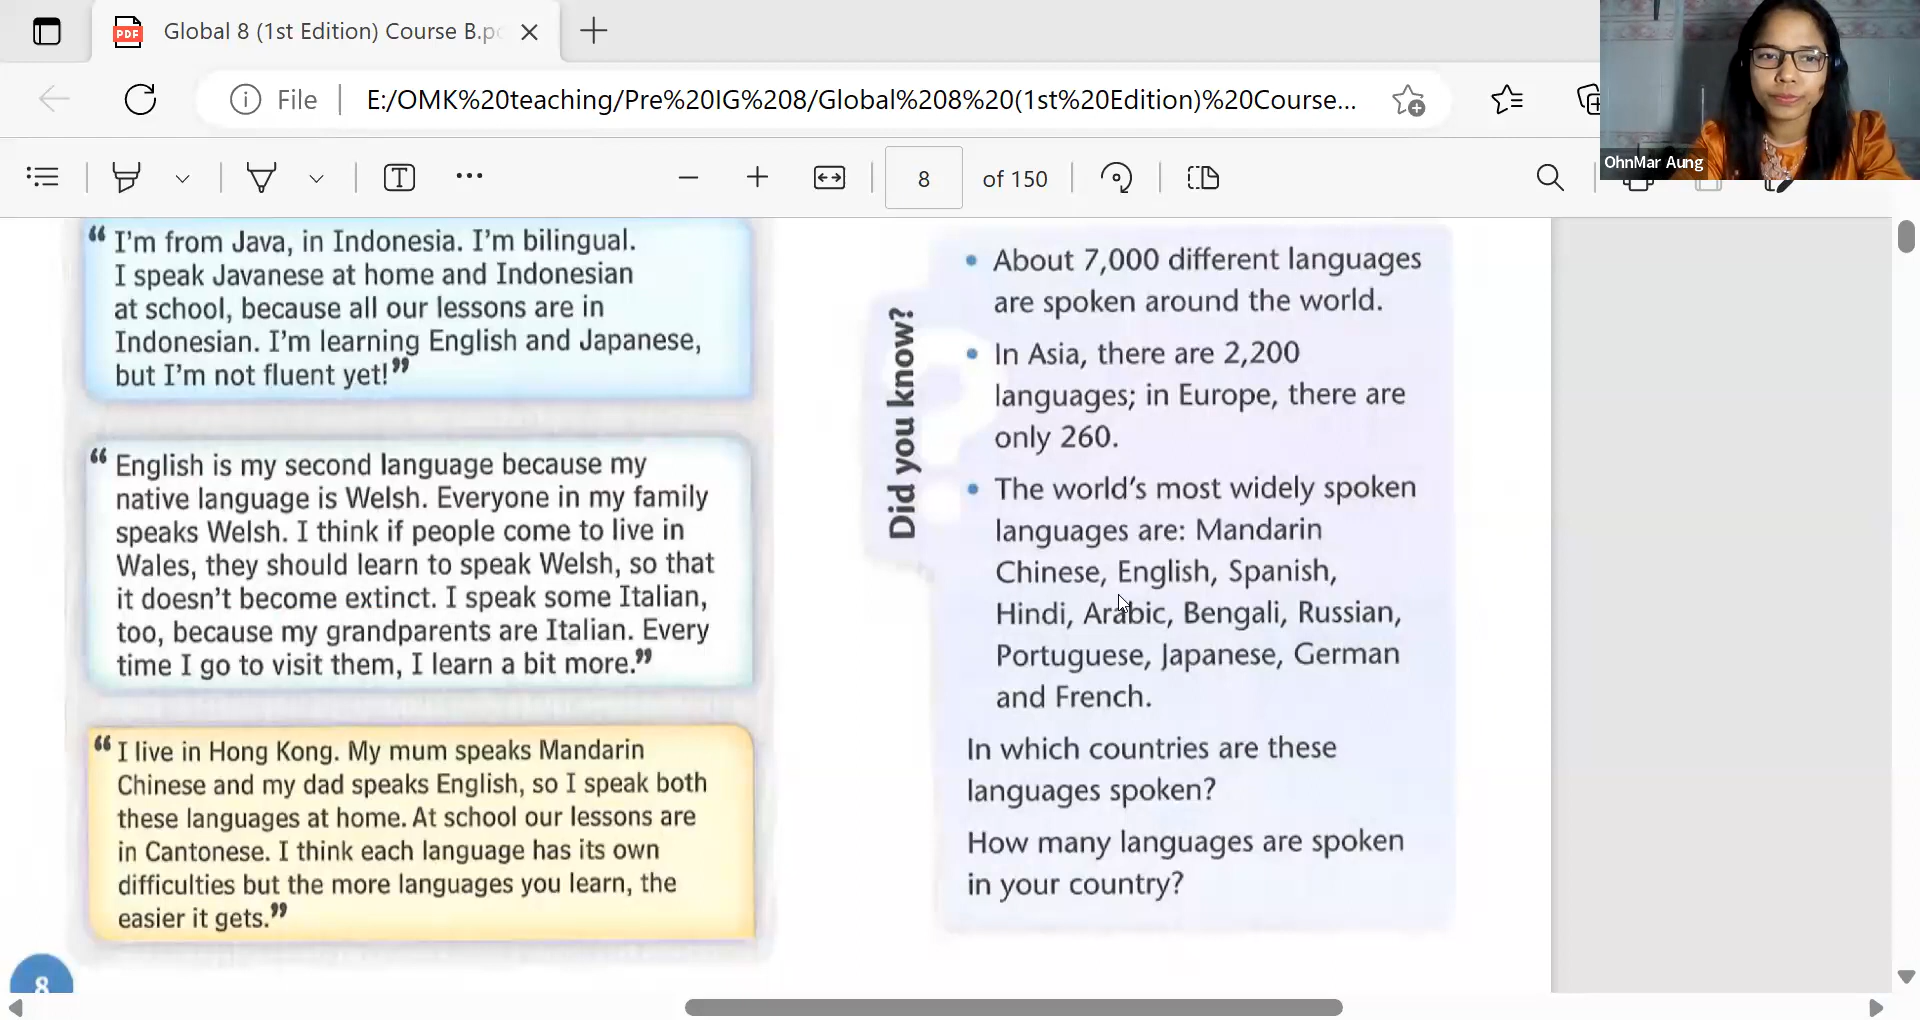 Global 8 (1st Edition) Course B.pd
File
E:/OMK%20teaching/Pre%20IG%208/Global%208%20(1st%20Edition)%20Course...
8 of 150
OhnMar Aung
“I’m from Java, in Indonesia. I’m bilingual.
I speak Javanese at home and Indonesian
at school, because all our lessons are in
Indonesian. I’m learning English and Japanese,
but I’m not fluent yet!”
“English is my second language because my
native language is Welsh. Everyone in my family
speaks Welsh. I think if people come to live in
Wales, they should learn to speak Welsh, so that
it doesn’t become extinct. I speak some Italian,
too, because my grandparents are Italian. Every
time I go to visit them, I learn a bit more.”
“I live in Hong Kong. My mum speaks Mandarin
Chinese and my dad speaks English, so I speak both
these languages at home. At school our lessons are
in Cantonese. I think each language has its own
difficulties but the more languages you learn, the
easier it gets.”
8
Did you know?
• About 7,000 different languages
are spoken around the world.
• In Asia, there are 2,200
languages; in Europe, there are
only 260.
• The world’s most widely spoken
languages are: Mandarin
Chinese, English, Spanish,
Hindi, Arabic, Bengali, Russian,
Portuguese, Japanese, German
and French.
In which countries are these
languages spoken?
How many languages are spoken
in your country?